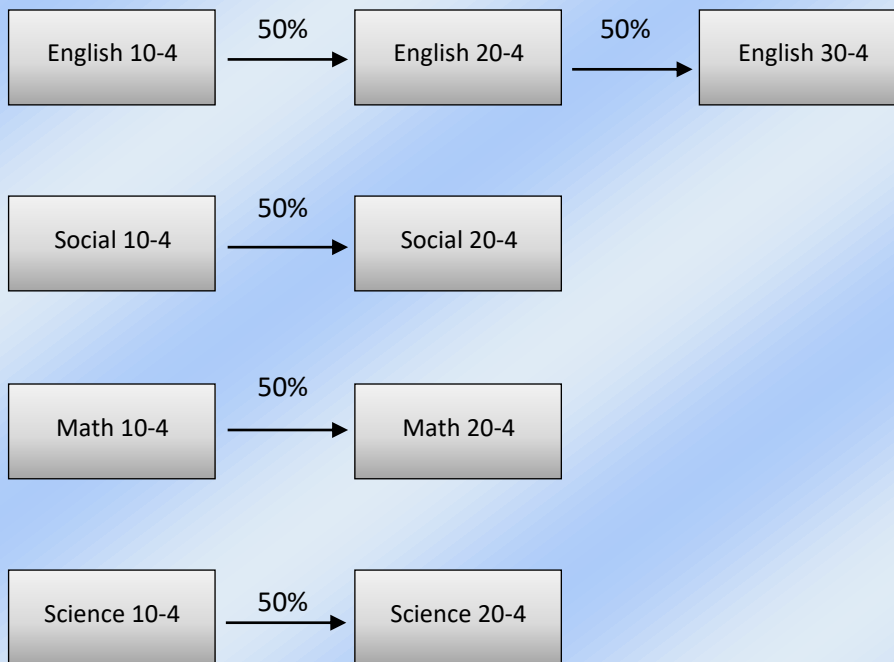 50%
50%
English 10-4
English 20-4
English 30-4
50%
Social 10-4
Social 20-4
50%
Math 10-4
Math 20-4
50%
Science 10-4
Science 20-4